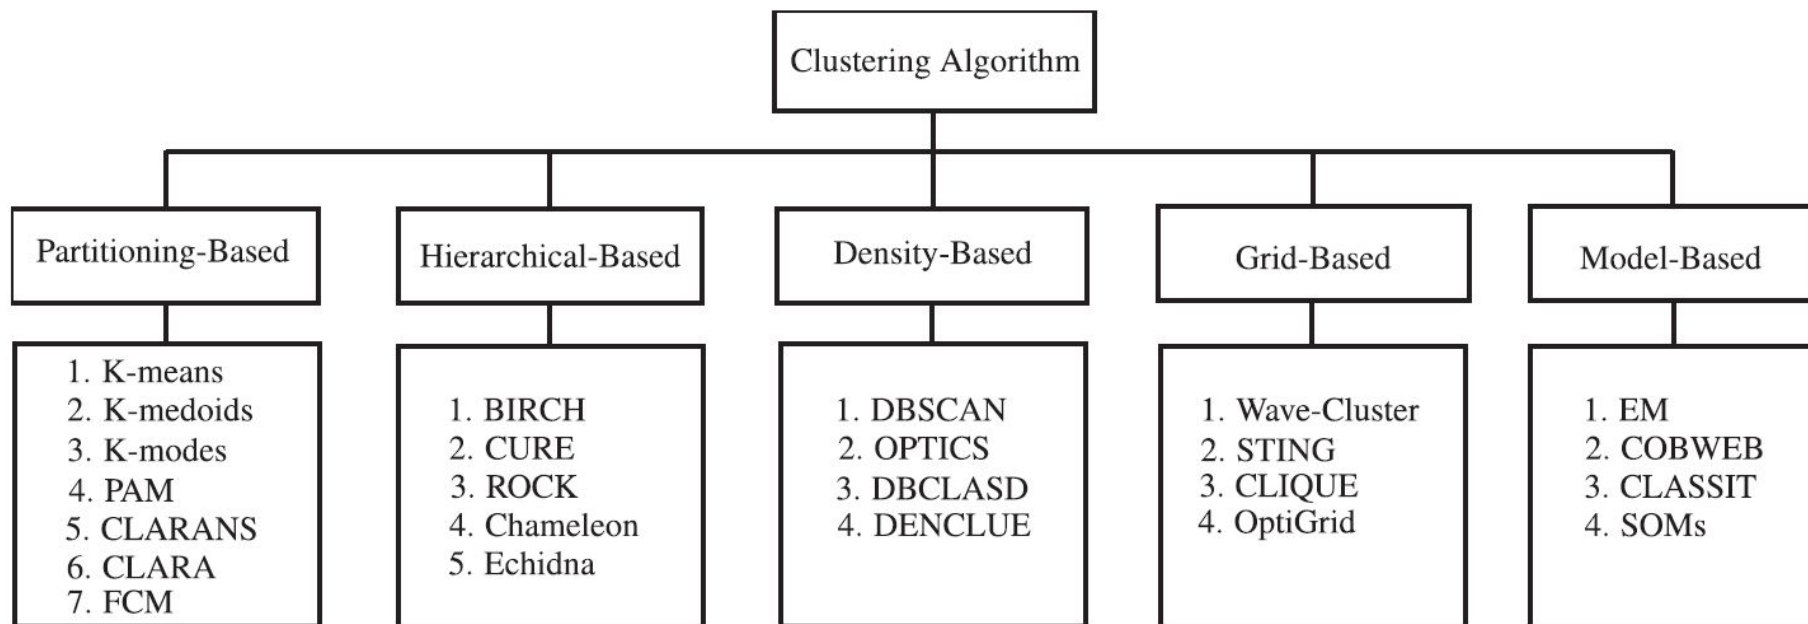 Clustering Algorithm
Partitioning-Based
Hierarchical-Based
Density-Based
Grid-Based
Model-Based
1. K-means
2. K-medoids
3. K-modes
4. PAM
5. CLARANS
6. CLARA
7. FCM
1. BIRCH
2. CURE
3. ROCK
4. Chameleon
5. Echidna
1. DBSCAN
2. OPTICS
3. DBCLASD
4. DENCLUE
1. Wave-Cluster
2. STING
3. CLIQUE
4. OptiGrid
1. EM
2. COBWEB
3. CLASSIT
4. SOMs